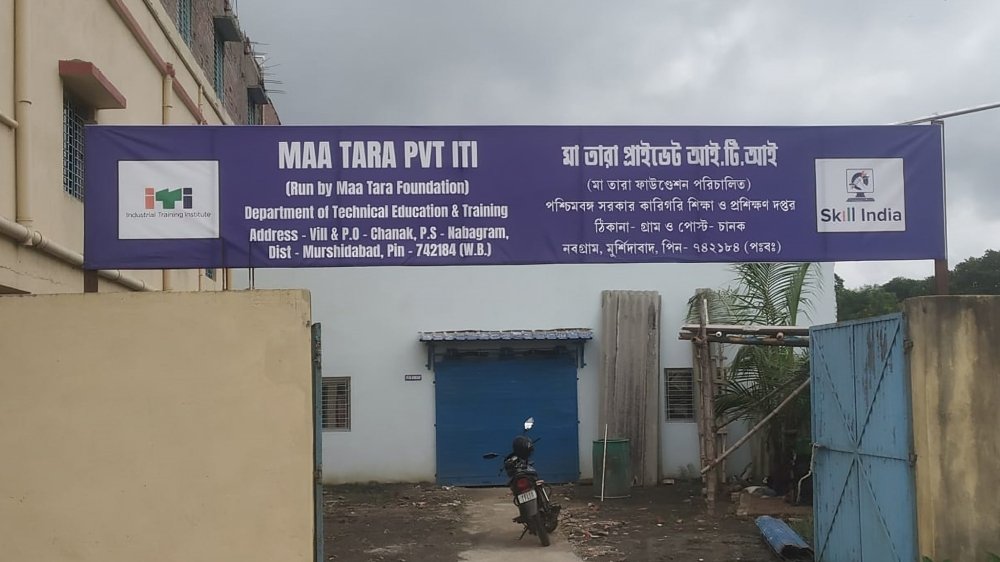 iTi
Industrial Training Institute
MAA TARA PVT ITI
(Run by Maa Tara Foundation)
Department of Technical Education & Training
Address - Vill & P.O - Chanak, P.S - Nabagram,
Dist - Murshidabad, Pin - 742184 (W.B.)
মা তারা প্রাইভেট আই.টি.আই
(মা তারা ফাউণ্ডেশন পরিচালিত)
পশ্চিমবঙ্গ সরকার কারিগরি শিক্ষা ও প্রশিক্ষণ দপ্তর
ঠিকানা- গ্রাম ও পোস্ট- চানক
নবগ্রাম, মুর্শিদাবাদ, পিন- ৭৪২১৮৪ (পঃবঃ)
Skill India